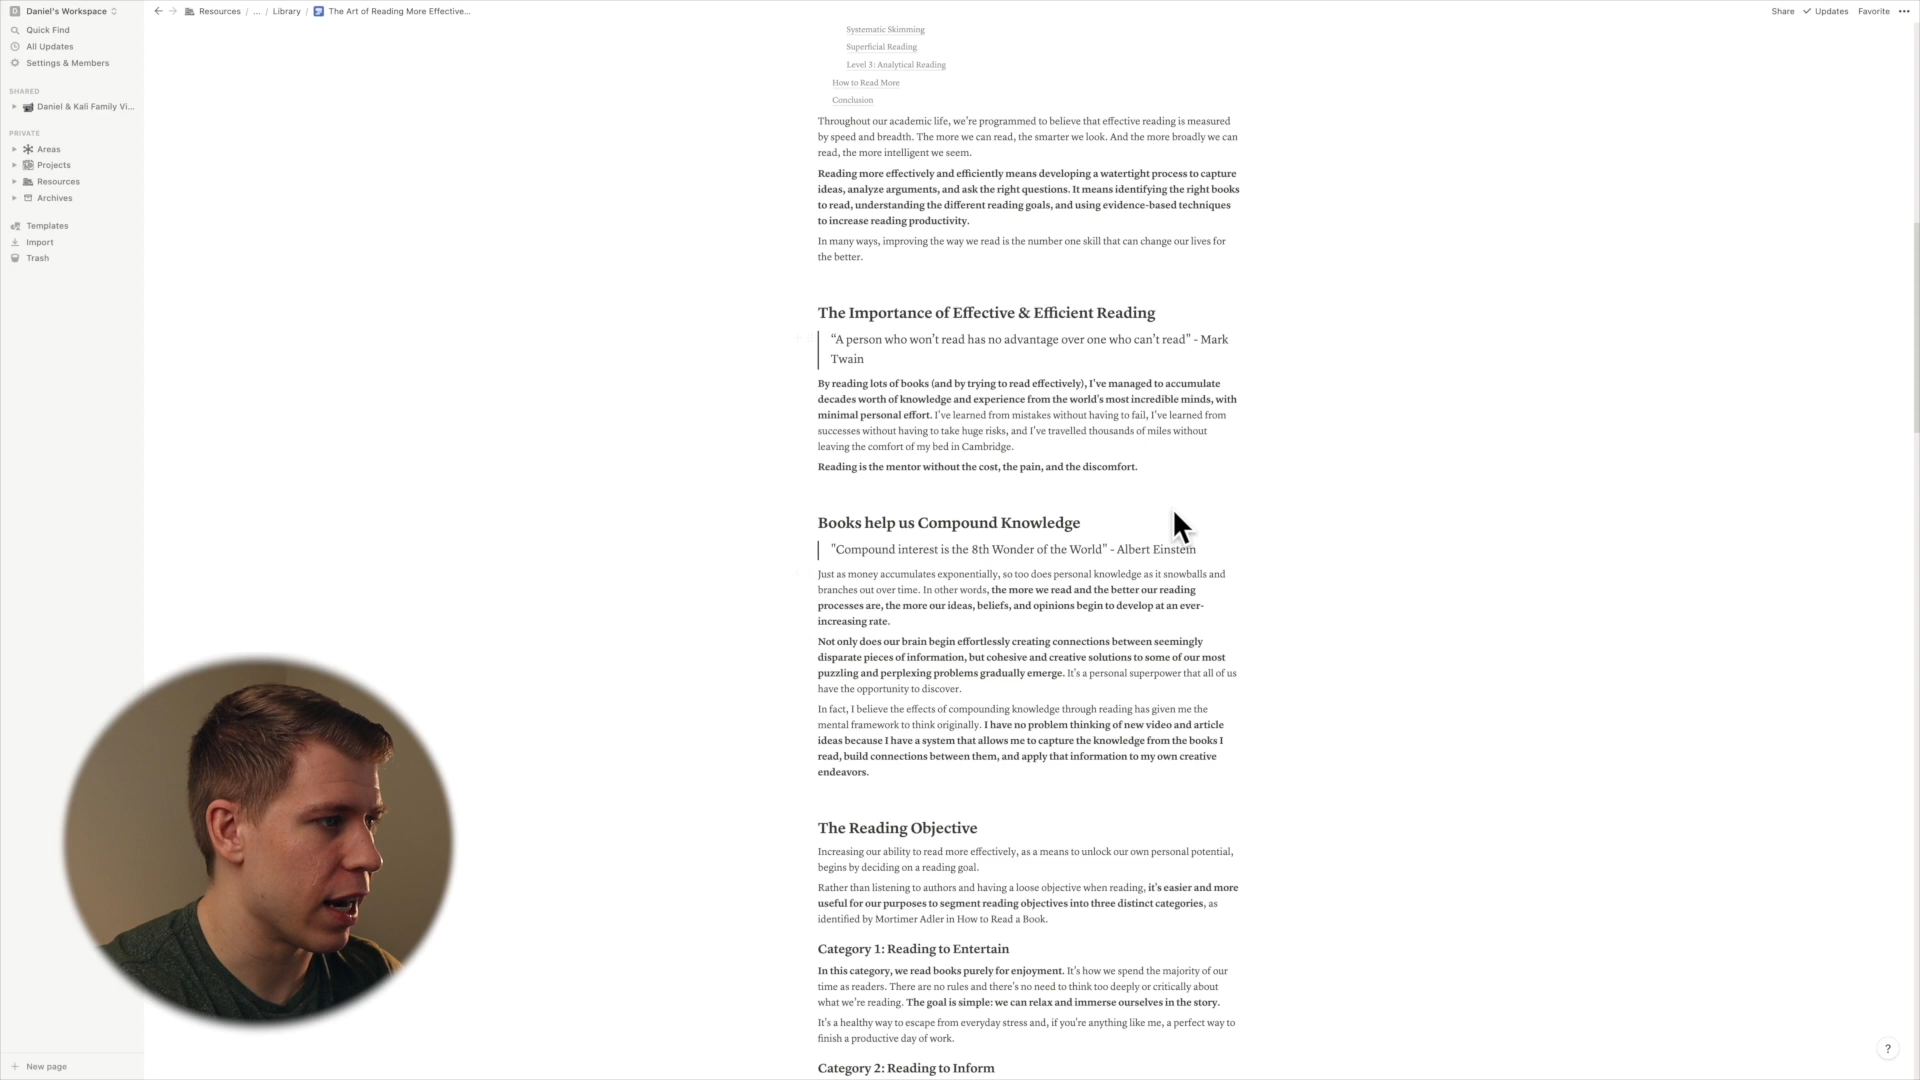 Daniel's Workspace
Quick Find
All Updates
Settings & Members
SHARED
Daniel & Kali Family Vi...
PRIVATE
Areas
Projects
Resources
Archives
Templates
Import
Trash
New page
Resources / ... / Library / The Art of Reading More Effective...
Share Updates Favorite
Systematic Skimming
Superficial Reading
Level 3: Analytical Reading
How to Read More
Conclusion
Throughout our academic life, we're programmed to believe that effective reading is measured
by speed and breadth. The more we can read, the smarter we look. And the more broadly we can
read, the more intelligent we seem.
Reading more effectively and efficiently means developing a watertight process to capture
ideas, analyze arguments, and ask the right questions. It means identifying the right books
to read, understanding the different reading goals, and using evidence-based techniques
to increase reading productivity.
In many ways, improving the way we read is the number one skill that can change our lives for
the better.
The Importance of Effective & Efficient Reading
“A person who won’t read has no advantage over one who can’t read" - Mark
Twain
By reading lots of books (and by trying to read effectively), I've managed to accumulate
decades worth of knowledge and experience from the world's most incredible minds, with
minimal personal effort. I've learned from mistakes without having to fail, I've learned from
successes without having to take huge risks, and I've travelled thousands of miles without
leaving the comfort of my bed in Cambridge.
Reading is the mentor without the cost, the pain, and the discomfort.
Books help us Compound Knowledge
"Compound interest is the 8th Wonder of the World" - Albert Einstein
Just as money accumulates exponentially, so too does personal knowledge as it snowballs and
branches out over time. In other words, the more we read and the better our reading
processes are, the more our ideas, beliefs, and opinions begin to develop at an ever-
increasing rate.
Not only does our brain begin effortlessly creating connections between seemingly
disparate pieces of information, but cohesive and creative solutions to some of our most
puzzling and perplexing problems gradually emerge. It's a personal superpower that all of us
have the opportunity to discover.
In fact, I believe the effects of compounding knowledge through reading has given me the
mental framework to think originally. I have no problem thinking of new video and article
ideas because I have a system that allows me to capture the knowledge from the books I
read, build connections between them, and apply that information to my own creative
endeavors.
The Reading Objective
Increasing our ability to read more effectively, as a means to unlock our own personal potential,
begins by deciding on a reading goal.
Rather than listening to authors and having a loose objective when reading, it's easier and more
useful for our purposes to segment reading objectives into three distinct categories, as
identified by Mortimer Adler in How to Read a Book.
Category 1: Reading to Entertain
In this category, we read books purely for enjoyment. It's how we spend the majority of our
time as readers. There are no rules and there's no need to think too deeply or critically about
what we're reading. The goal is simple: we can relax and immerse ourselves in the story.
It's a healthy way to escape from everyday stress and, if you're anything like me, a perfect way to
finish a productive day of work.
Category 2: Reading to Inform
?